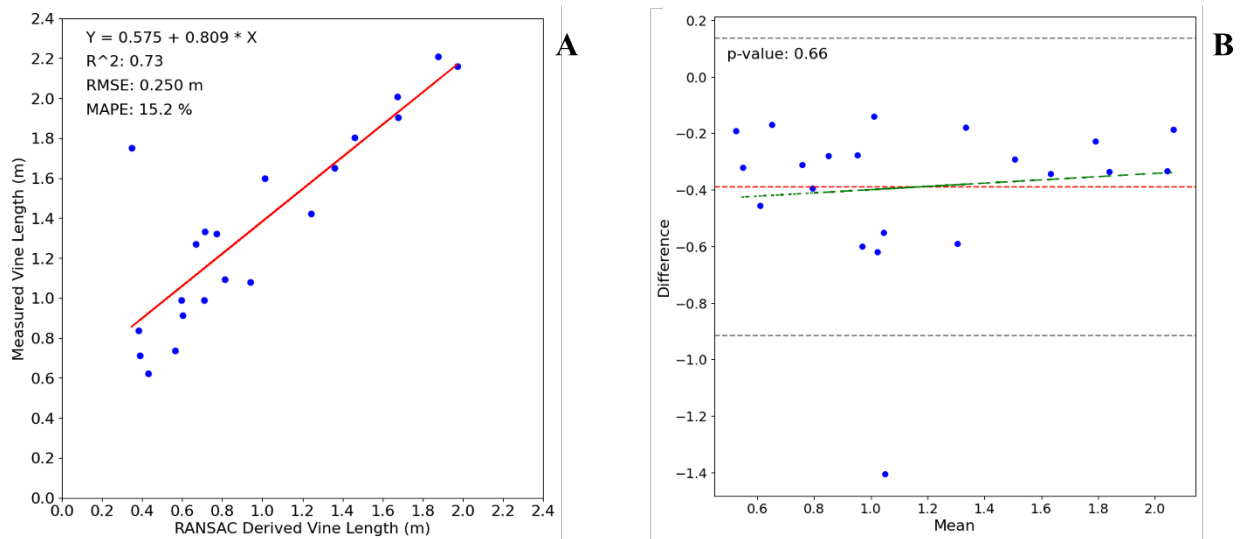 A
Y = 0.575 + 0.809 * X
R^2: 0.73
RMSE: 0.250 m
MAPE: 15.2 %
Measured Vine Length (m)
2.4
2.2
2.0
1.8
1.6
1.4
1.2
1.0
0.8
0.6
0.4
0.2
0.0
0.0 0.2 0.4 0.6 0.8 1.0 1.2 1.4 1.6 1.8 2.0 2.2 2.4
RANSAC Derived Vine Length (m)
B
p-value: 0.66
Difference
0.2
0.0
−0.2
−0.4
−0.6
−0.8
−1.0
−1.2
−1.4
0.6 0.8 1.0 1.2 1.4 1.6 1.8 2.0
Mean